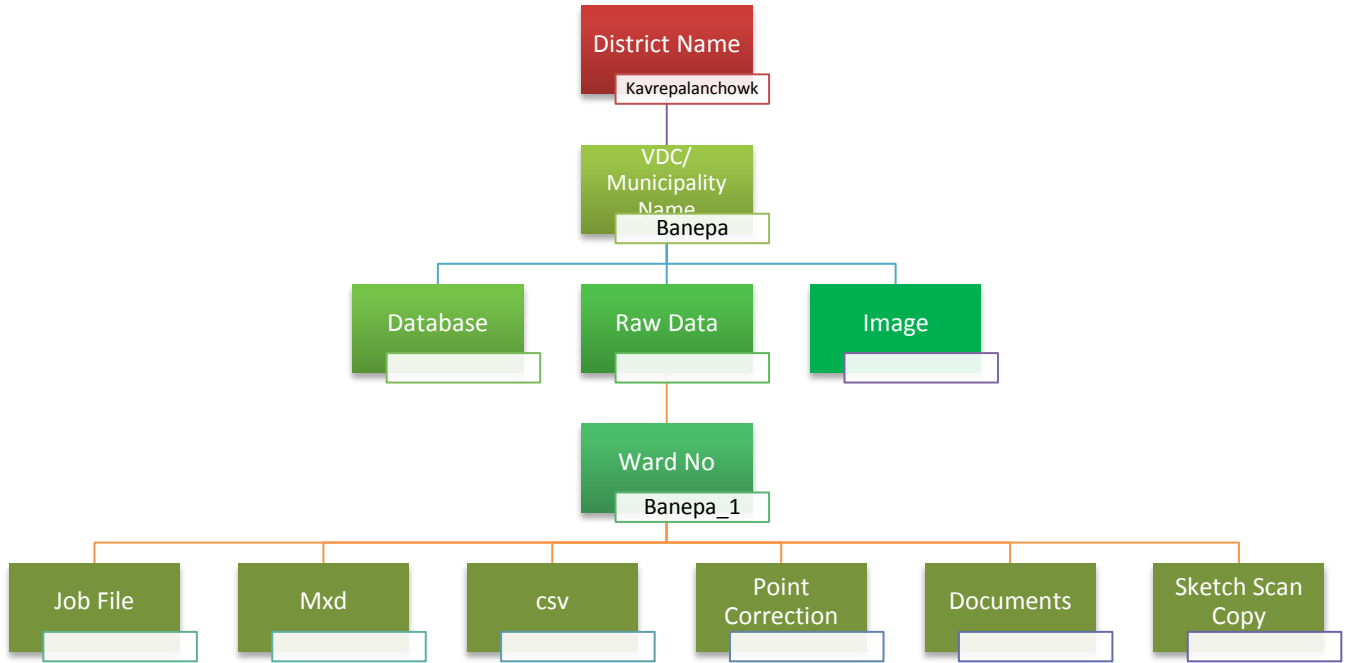 District Name
Kavrepalanchowk
VDC/
Municipality
Name
Banepa
Database
Raw Data
Image
Ward No
Banepa_1
Job File
Mxd
csv
Point
Correction
Documents
Sketch Scan
Copy